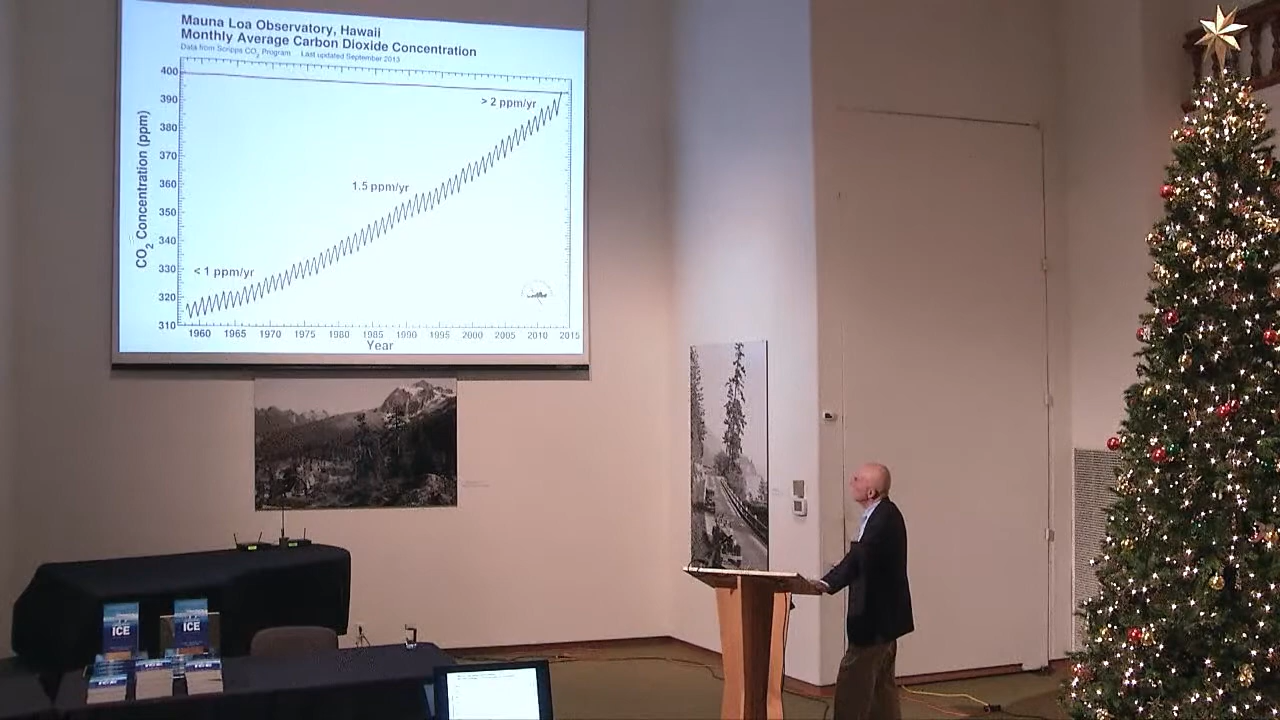 Mauna Loa Observatory, Hawaii
Monthly Average Carbon Dioxide Concentration
Data from Scripps CO2 Program Last updated September 2013
CO2 Concentration (ppm)
400
390
380
370
360
350
340
330
320
310
> 2 ppm/yr
1.5 ppm/yr
< 1 ppm/yr
1960 1965 1970 1975 1980 1985 1990 1995 2000 2005 2010 2015
Year
ICE
ICE
ICE
ICE